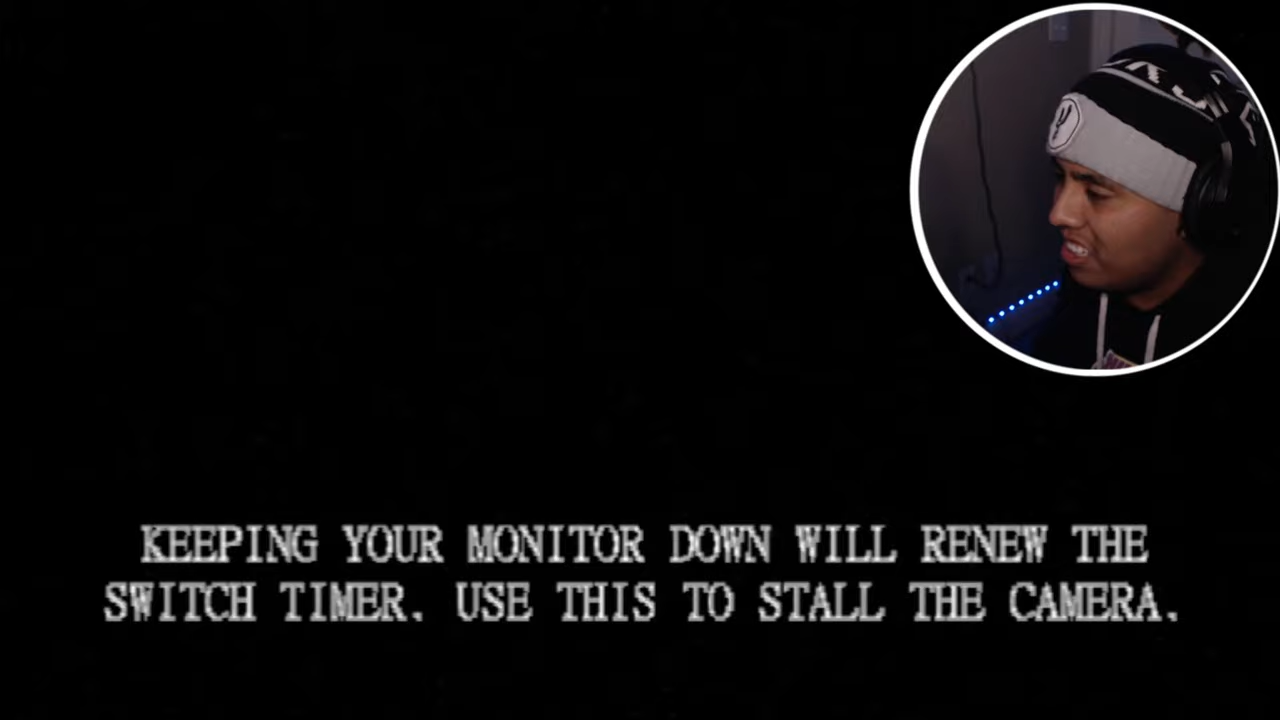 KEEPING YOUR MONITOR DOWN WILL RENEW THE
SWITCH TIMER. USE THIS TO STALL THE CAMERA.